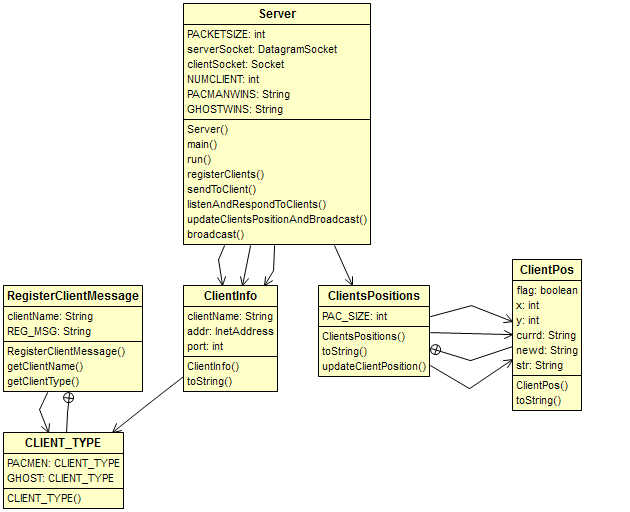 Server
PACKETSIZE: int
serverSocket: DatagramSocket
clientSocket: Socket
NUMCLIENT: int
PACMANWINS: String
GHOSTWINS: String
Server()
main()
run()
registerClients()
sendToClient()
listenAndRespondToClients()
updateClientsPositionAndBroadcast()
broadcast()
RegisterClientMessage
clientName: String
REG_MSG: String
RegisterClientMessage()
getClientName()
getClientType()
ClientInfo
clientName: String
addr: InetAddress
port: int
ClientInfo()
toString()
ClientsPositions
PAC_SIZE: int
ClientsPositions()
toString()
updateClientPosition()
ClientPos
flag: boolean
x: int
y: int
currd: String
newd: String
str: String
ClientPos()
toString()
CLIENT_TYPE
PACMEN: CLIENT_TYPE
GHOST: CLIENT_TYPE
CLIENT_TYPE()